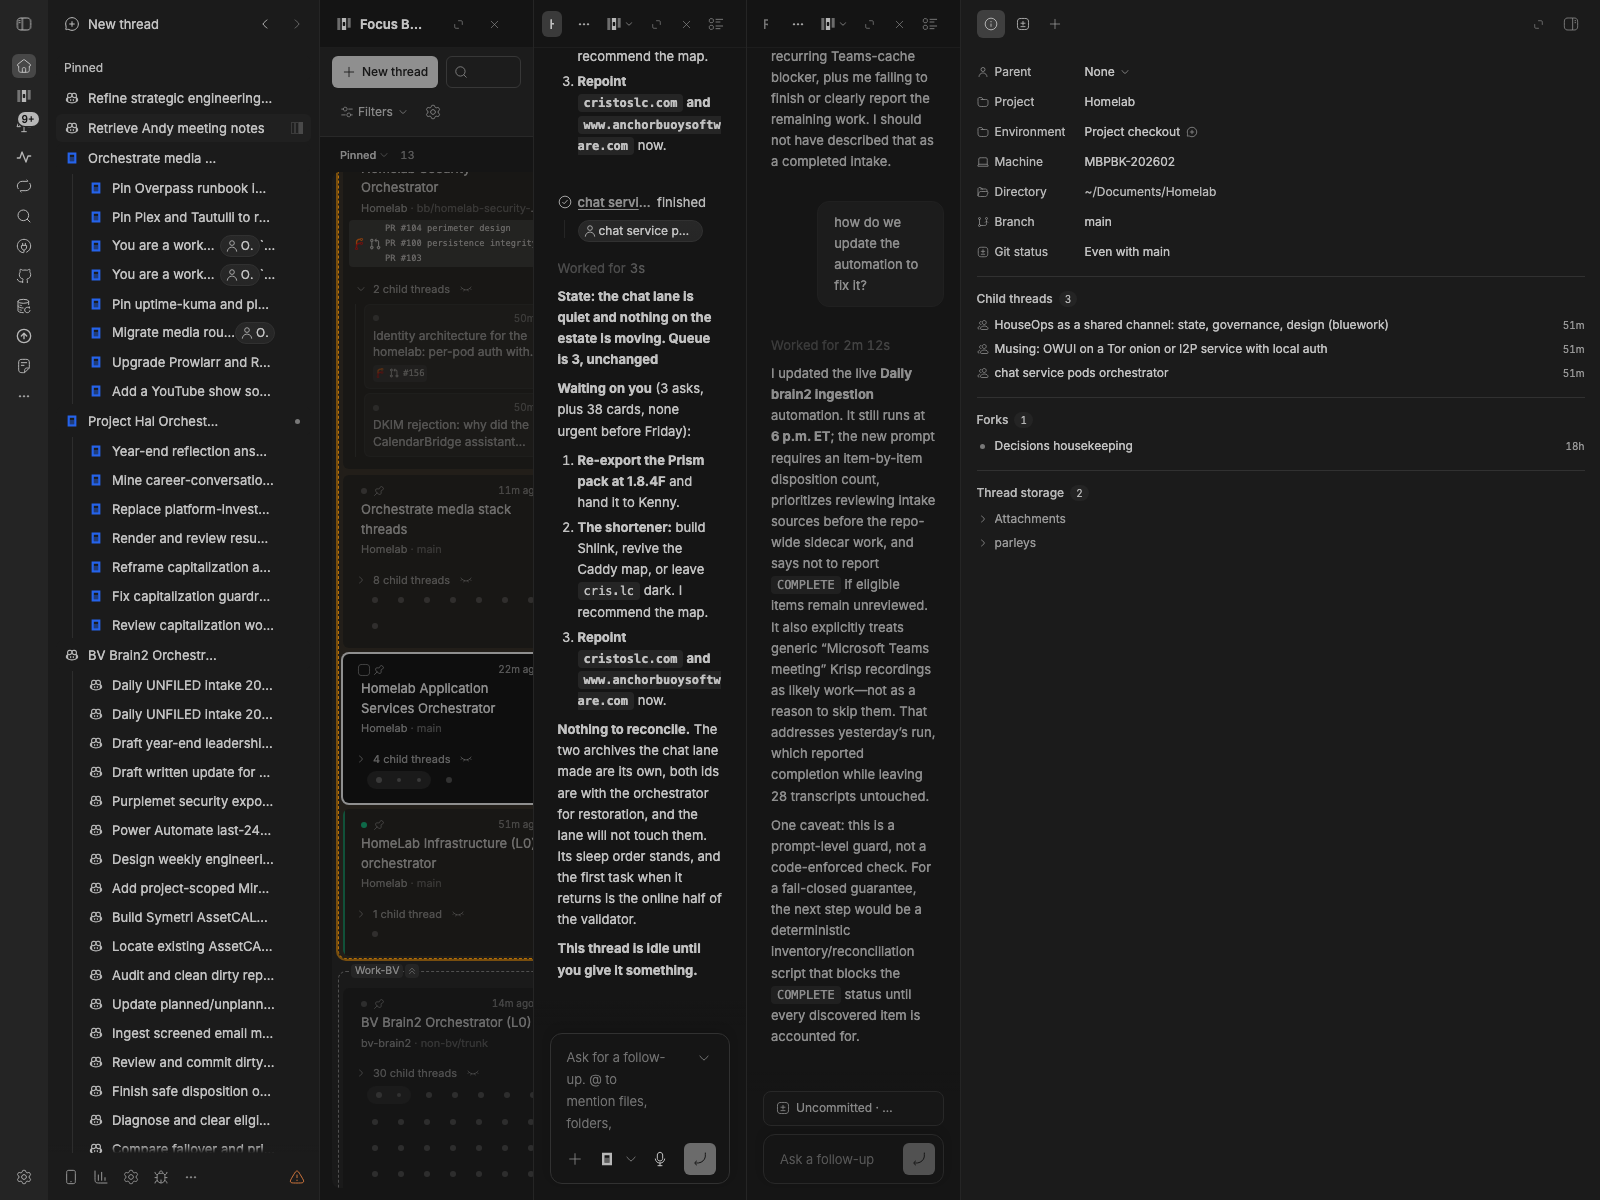 New thread
Pinned
Refine strategic engineering...
Retrieve Andy meeting notes
9+
Orchestrate media ...
Pin Overpass runbook i...
Pin Plex and Tautulli to r...
You are a work... O. `...
You are a work... O. `...
Pin uptime-kuma and pl...
Migrate media rou... O.
Upgrade Prowlarr and R...
Add a YouTube show so...
Project Hal Orchest...
Year-end reflection ans...
Mine career-conversatio...
Replace platform-invest...
Render and review resu...
Reframe capitalization a...
Fix capitalization guardr...
Review capitalization wo...
BV Brain2 Orchestr...
Daily UNFILED intake 20...
Daily UNFILED intake 20...
Draft year-end leadershi...
Draft written update for ...
Purplemet security expo...
Power Automate last-24...
Design weekly engineeri...
Add project-scoped Mir...
Build Symetri AssetCAL...
Locate existing AssetCA...
Audit and clean dirty rep...
Update planned/unplann...
Ingest screened email m...
Review and commit dirty...
Finish safe disposition o...
Diagnose and clear eligi...
Compare failover and pri...
Focus B...
New thread
Filters
Pinned 13
Homelab Security
Orchestrator
Homelab · bb/homelab-security-
PR #104 perimeter design
PR #100 persistence integrity
PR #103
2 child threads
50m
Identity architecture for the
homelab: per-pod auth with...
#156
50m
DKIM rejection: why did the
CalendarBridge assistant...
11m ag
Orchestrate media stack
threads
Homelab · main
8 child threads
22m ag
Homelab Application
Services Orchestrator
Homelab · main
4 child threads
51m ag
HomeLab Infrastructure (L0)
orchestrator
Homelab · main
1 child thread
Work-BV
14m ago
BV Brain2 Orchestrator (L0)
bv-brain2 · non-bv/trunk
30 child threads
recommend the map.
3. Repoint
cristoslc.com and
www.anchorbuoysoftw
are.com now.
chat servi... finished
chat service p...
Worked for 3s
State: the chat lane is
quiet and nothing on the
estate is moving. Queue
is 3, unchanged
Waiting on you (3 asks,
plus 38 cards, none
urgent before Friday):
1. Re-export the Prism
pack at 1.8.4F and
hand it to Kenny.
2. The shortener: build
Shlink, revive the
Caddy map, or leave
cris.lc dark. I
recommend the map.
3. Repoint
cristoslc.com and
www.anchorbuoysoftw
are.com now.
Nothing to reconcile. The
two archives the chat lane
made are its own, both ids
are with the orchestrator
for restoration, and the
lane will not touch them.
Its sleep order stands, and
the first task when it
returns is the online half of
the validator.
This thread is idle until
you give it something.
Ask for a follow-
up. @ to
mention files,
folders,
recurring Teams-cache
blocker, plus me failing to
finish or clearly report the
remaining work. I should
not have described that as
a completed intake.
how do we
update the
automation to
fix it?
Worked for 2m 12s
I updated the live Daily
brain2 ingestion
automation. It still runs at
6 p.m. ET; the new prompt
requires an item-by-item
disposition count,
prioritizes reviewing intake
sources before the repo-
wide sidecar work, and
says not to report
COMPLETE if eligible
items remain unreviewed.
It also explicitly treats
generic “Microsoft Teams
meeting” Krisp recordings
as likely work—not as a
reason to skip them. That
addresses yesterday’s run,
which reported
completion while leaving
28 transcripts untouched.
One caveat: this is a
prompt-level guard, not a
code-enforced check. For
a fail-closed guarantee,
the next step would be a
deterministic
inventory/reconciliation
script that blocks the
COMPLETE status until
every discovered item is
accounted for.
Uncommitted · ...
Ask a follow-up
Parent None
Project Homelab
Environment Project checkout
Machine MBPBK-202602
Directory ~/Documents/Homelab
Branch main
Git status Even with main
Child threads 3
HouseOps as a shared channel: state, governance, design (bluework) 51m
Musing: OWUI on a Tor onion or I2P service with local auth 51m
chat service pods orchestrator 51m
Forks 1
Decisions housekeeping 18h
Thread storage 2
Attachments
parleys